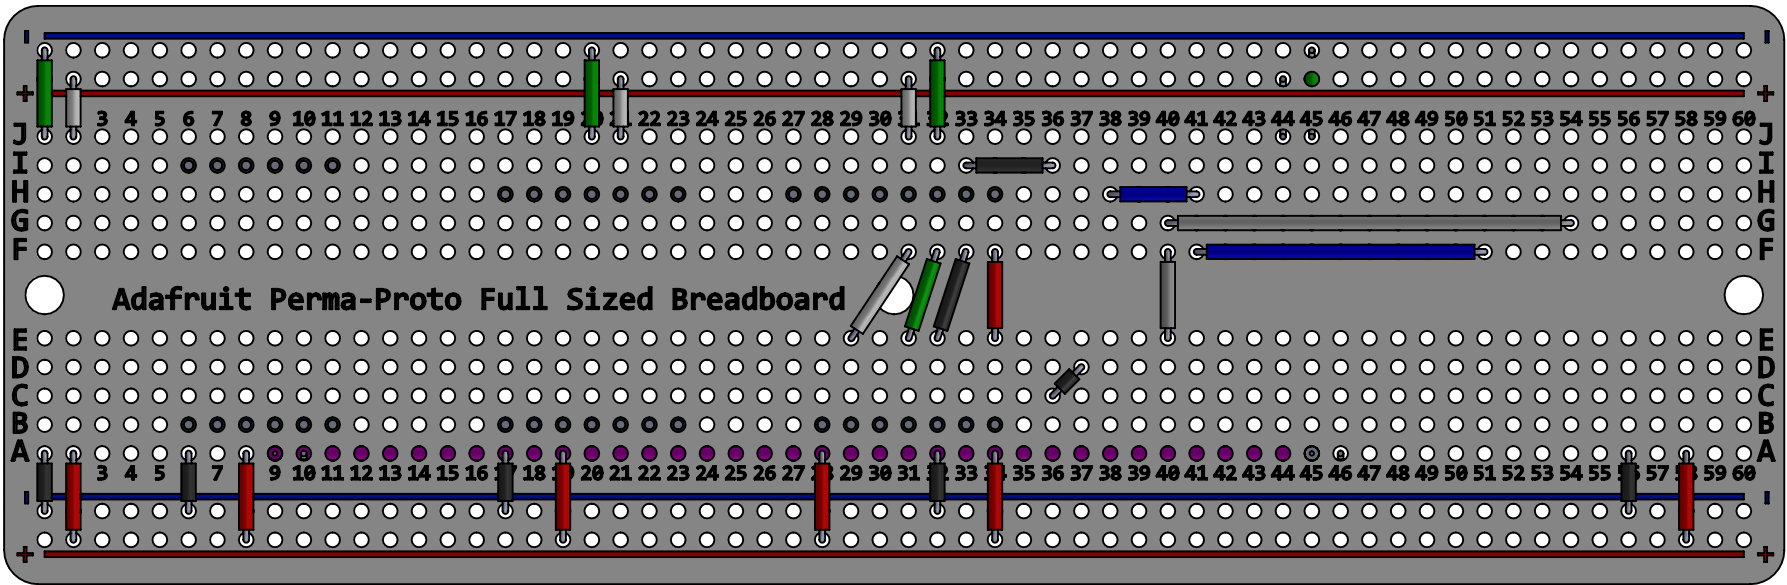 - -
+ +
3 4 5 6 7 8 9 10 11 12 13 14 15 16 17 18 19 22 23 24 25 26 27 28 29 30 33 34 35 36 37 38 39 40 41 42 43 44 45 46 47 48 49 50 51 52 53 54 55 56 57 58 59 60
J J
I I
H H
G G
F F
Adafruit Perma-Proto Full Sized Breadboard
E E
D D
C C
B B
A A
3 4 5 7 9 10 11 12 13 14 15 16 18 20 21 22 23 24 25 26 27 29 30 31 33 35 36 37 38 39 40 41 42 43 44 45 46 47 48 49 50 51 52 53 54 55 57 59 60
- -
+ +